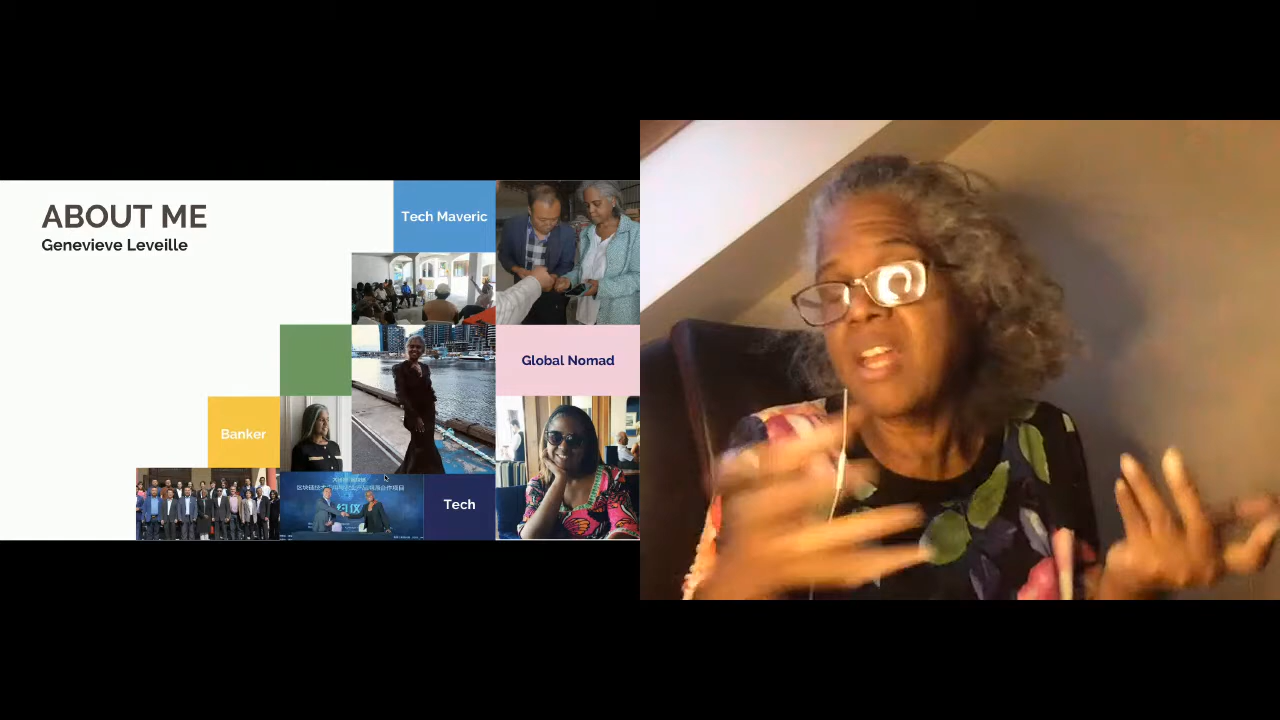 ABOUT ME
Genevieve Leveille
Tech Maveric
Global Nomad
Banker
Tech